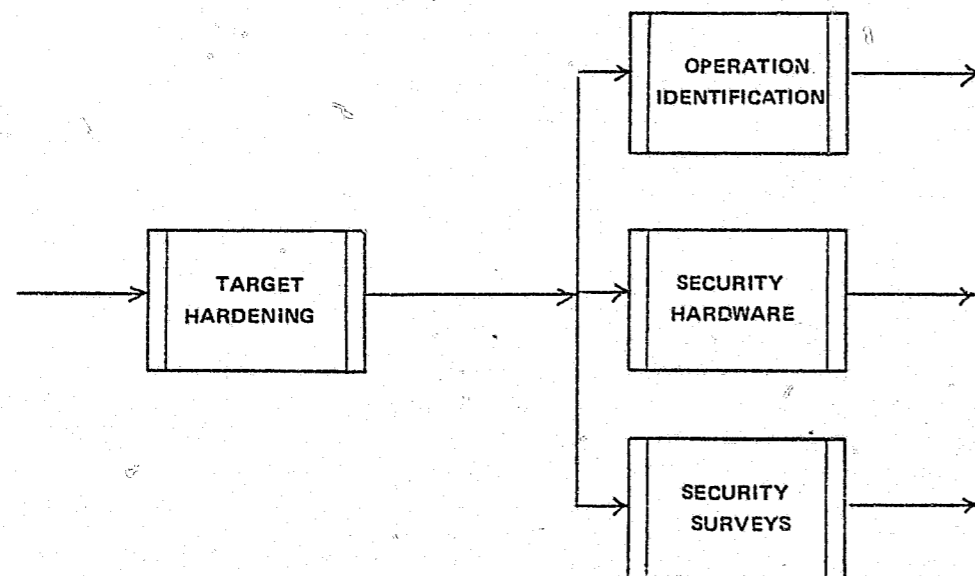 OPERATION
IDENTIFICATION
TARGET
HARDENING
SECURITY
HARDWARE
SECURITY
SURVEYS